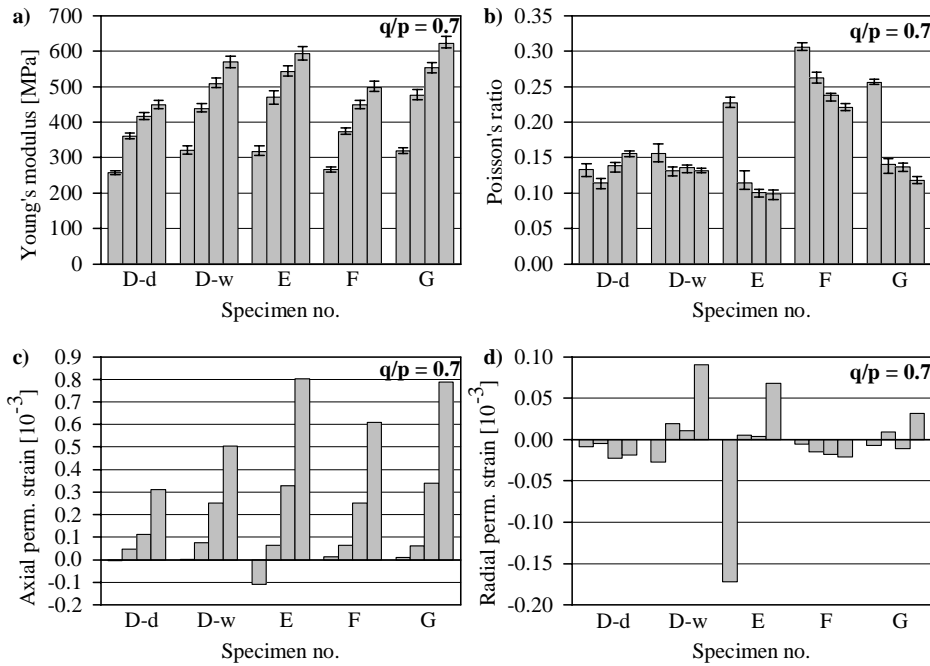 a)
q/p = 0.7
Young's modulus [MPa]
700
600
500
400
300
200
100
0
D-d D-w E F G
Specimen no.
b)
q/p = 0.7
Poisson's ratio
0.35
0.30
0.25
0.20
0.15
0.10
0.05
0.00
D-d D-w E F G
Specimen no.
c)
q/p = 0.7
Axial perm. strain [10⁻³]
0.9
0.8
0.7
0.6
0.5
0.4
0.3
0.2
0.1
0.0
-0.1
-0.2
D-d D-w E F G
Specimen no.
d)
q/p = 0.7
Radial perm. strain [10⁻³]
0.10
0.05
0.00
-0.05
-0.10
-0.15
-0.20
D-d D-w E F G
Specimen no.